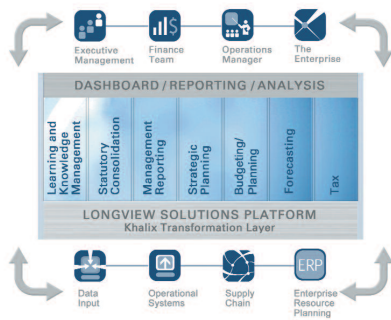 $
Executive
Management
Finance
Team
Operations
Manager
The
Enterprise
DASHBOARD / REPORTING / ANALYSIS
Learning and
Knowledge
Management
Statutory
Consolidation
Management
Reporting
Strategic
Planning
Budgeting/
Planning
Forecasting
Tax
LONGVIEW SOLUTIONS PLATFORM
Khalix Transformation Layer
ERP
Data
Input
Operational
Systems
Supply
Chain
Enterprise
Resource
Planning